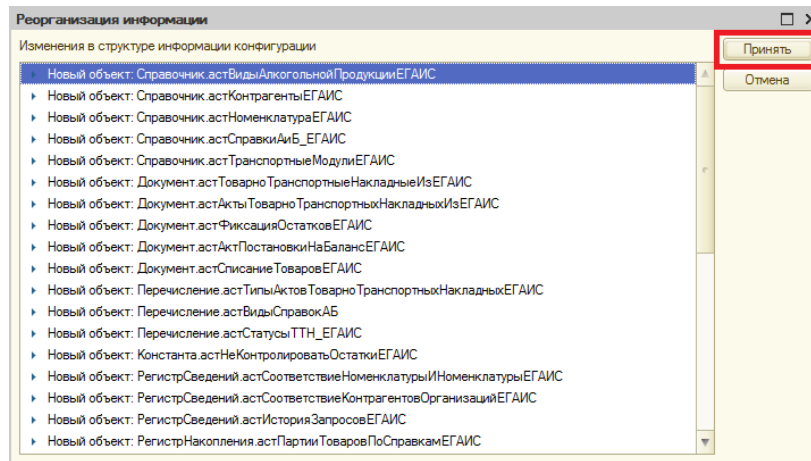 Реорганизация информации
Изменения в структуре информации конфигурации
Принять
Отмена
Новый объект: Справочник.астВидыАлкогольнойПродукцииЕГАИС
Новый объект: Справочник.астКонтрагентыЕГАИС
Новый объект: Справочник.астНоменклатураЕГАИС
Новый объект: Справочник.астСправкиАиБ_ЕГАИС
Новый объект: Справочник.астТранспортныеМодулиЕГАИС
Новый объект: Документ.астТоварноТранспортныеНакладныеИзЕГАИС
Новый объект: Документ.астАктыТоварноТранспортныхНакладныхИзЕГАИС
Новый объект: Документ.астФиксацияОстатковЕГАИС
Новый объект: Документ.астАктПостановкиНаБалансЕГАИС
Новый объект: Документ.астСписаниеТоваровЕГАИС
Новый объект: Перечисление.астТипыАктовТоварноТранспортныхНакладныхЕГАИС
Новый объект: Перечисление.астВидыСправокАБ
Новый объект: Перечисление.астСтатусыТТН_ЕГАИС
Новый объект: Константа.астНеКонтролироватьОстаткиЕГАИС
Новый объект: РегистрСведений.астСоответствиеНоменклатурыИНоменклатурыЕГАИС
Новый объект: РегистрСведений.астСоответствиеКонтрагентовОрганизацийЕГАИС
Новый объект: РегистрСведений.астИсторияЗапросовЕГАИС
Новый объект: РегистрНакопления.астПартииТоваровПоСправкамЕГАИС